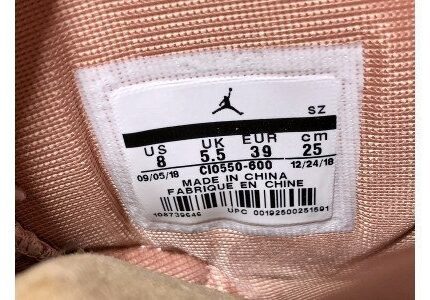 SZ
US UK EUR cm
8 5.5 39 25
09/05/18 CI0550-600 12/24/18
MADE IN CHINA
FABRIQUE EN CHINE
108739646 UPC 00192500251591